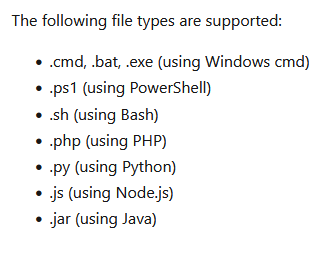 The following file types are supported:
• .cmd, .bat, .exe (using Windows cmd)
• .ps1 (using PowerShell)
• .sh (using Bash)
• .php (using PHP)
• .py (using Python)
• .js (using Node.js)
• .jar (using Java)